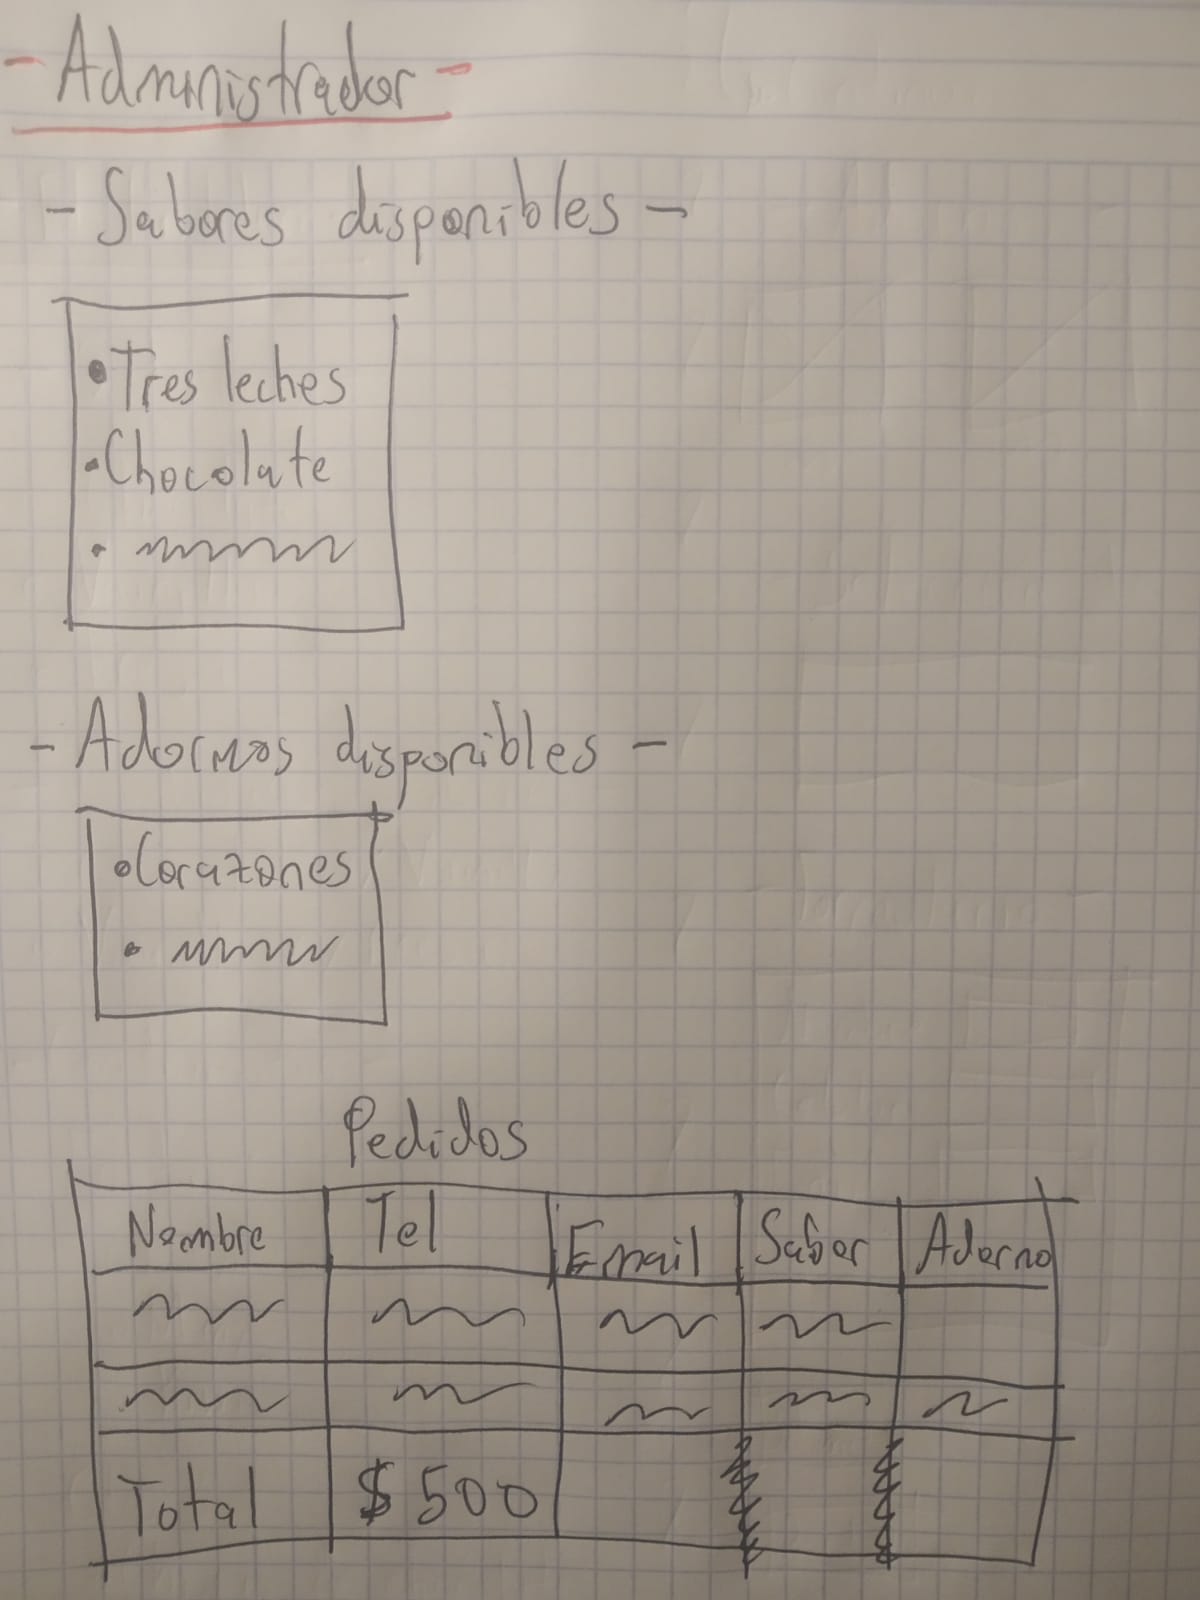 - Administrador -
- Sabores disponibles -
• Tres leches
• Chocolate
•
- Adornos disponibles -
• Corazones
•
Pedidos
Nombre Tel Email Sabor Adorno
Total $ 500